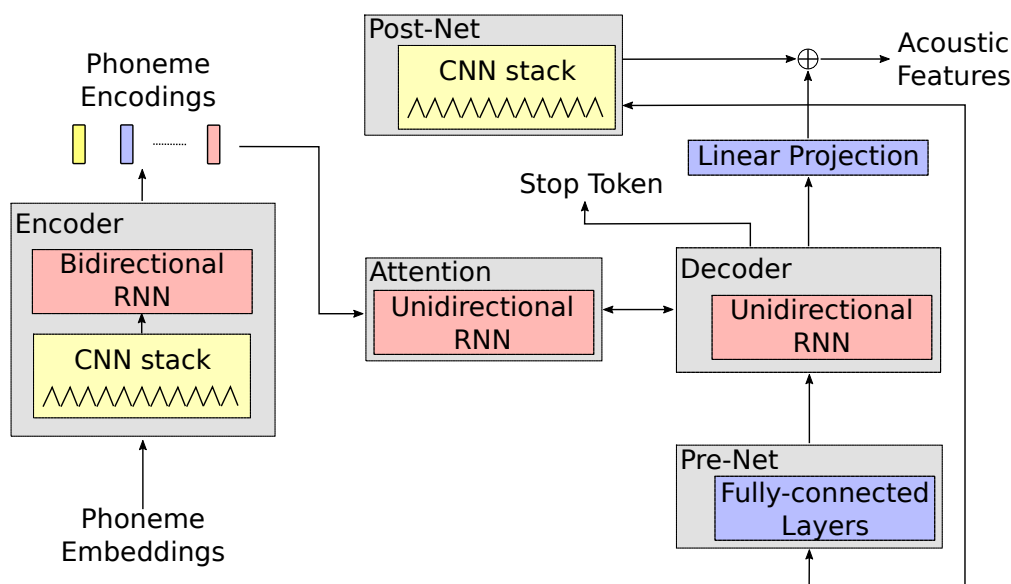 Post-Net
CNN stack
Acoustic
Features
Phoneme
Encodings
Linear Projection
Stop Token
Encoder
Bidirectional
RNN
CNN stack
Attention
Unidirectional
RNN
Decoder
Unidirectional
RNN
Pre-Net
Fully-connected
Layers
Phoneme
Embeddings